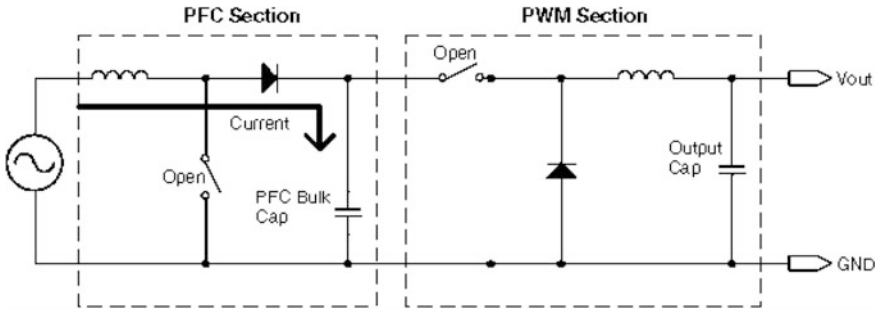 PFC Section
PWM Section
Open
Vout
Current
Open
PFC Bulk
Cap
Output
Cap
GND